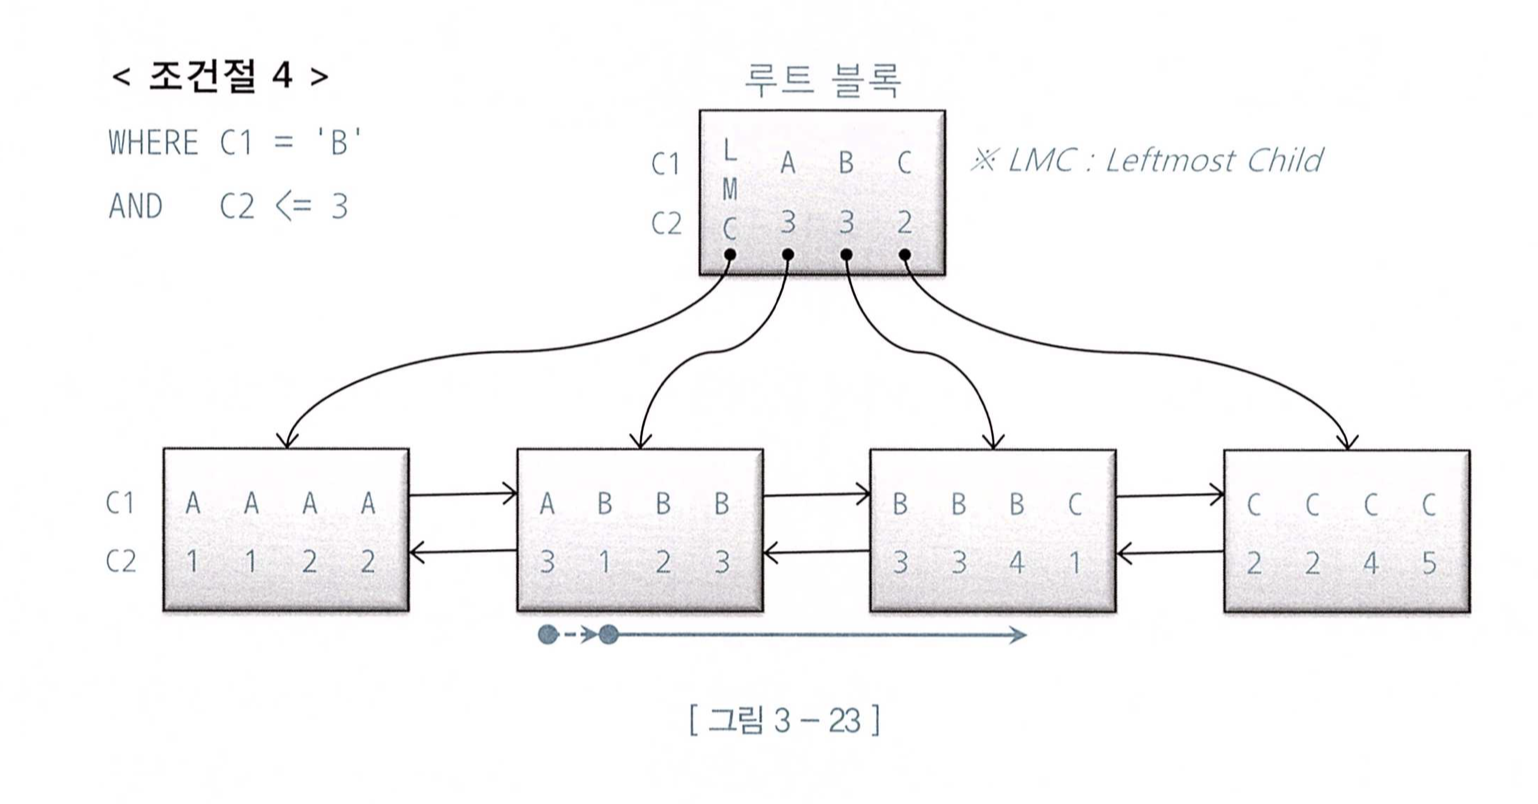 < 조건절 4 >
WHERE C1 = 'B'
AND C2 <= 3
루트 블록
C1 L M C A B C
C2 3 3 2
※ LMC : Leftmost Child
C1 A A A A A B B B B B B C C C C C
C2 1 1 2 2 3 1 2 3 3 3 4 1 2 2 4 5
[ 그림 3 – 23 ]